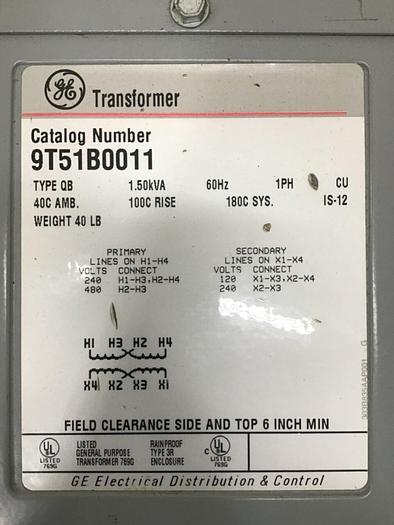 GE Transformer
Catalog Number
9T51B0011
TYPE QB 1.50kVA 60Hz 1PH CU
40C AMB. 100C RISE 180C SYS. IS-12
WEIGHT 40 LB
PRIMARY
LINES ON H1-H4
VOLTS CONNECT
240 H1-H3,H2-H4
480 H2-H3
SECONDARY
LINES ON X1-X4
VOLTS CONNECT
120 X1-X3,X2-X4
240 X2-X3
H1 H3 H2 H4
X4 X2 X3 X1
FIELD CLEARANCE SIDE AND TOP 6 INCH MIN
UL LISTED 769G
LISTED
GENERAL PURPOSE
TRANSFORMER 769G
RAINPROOF
TYPE 3R
ENCLOSURE
C UL LISTED 769G
GE Electrical Distribution & Control